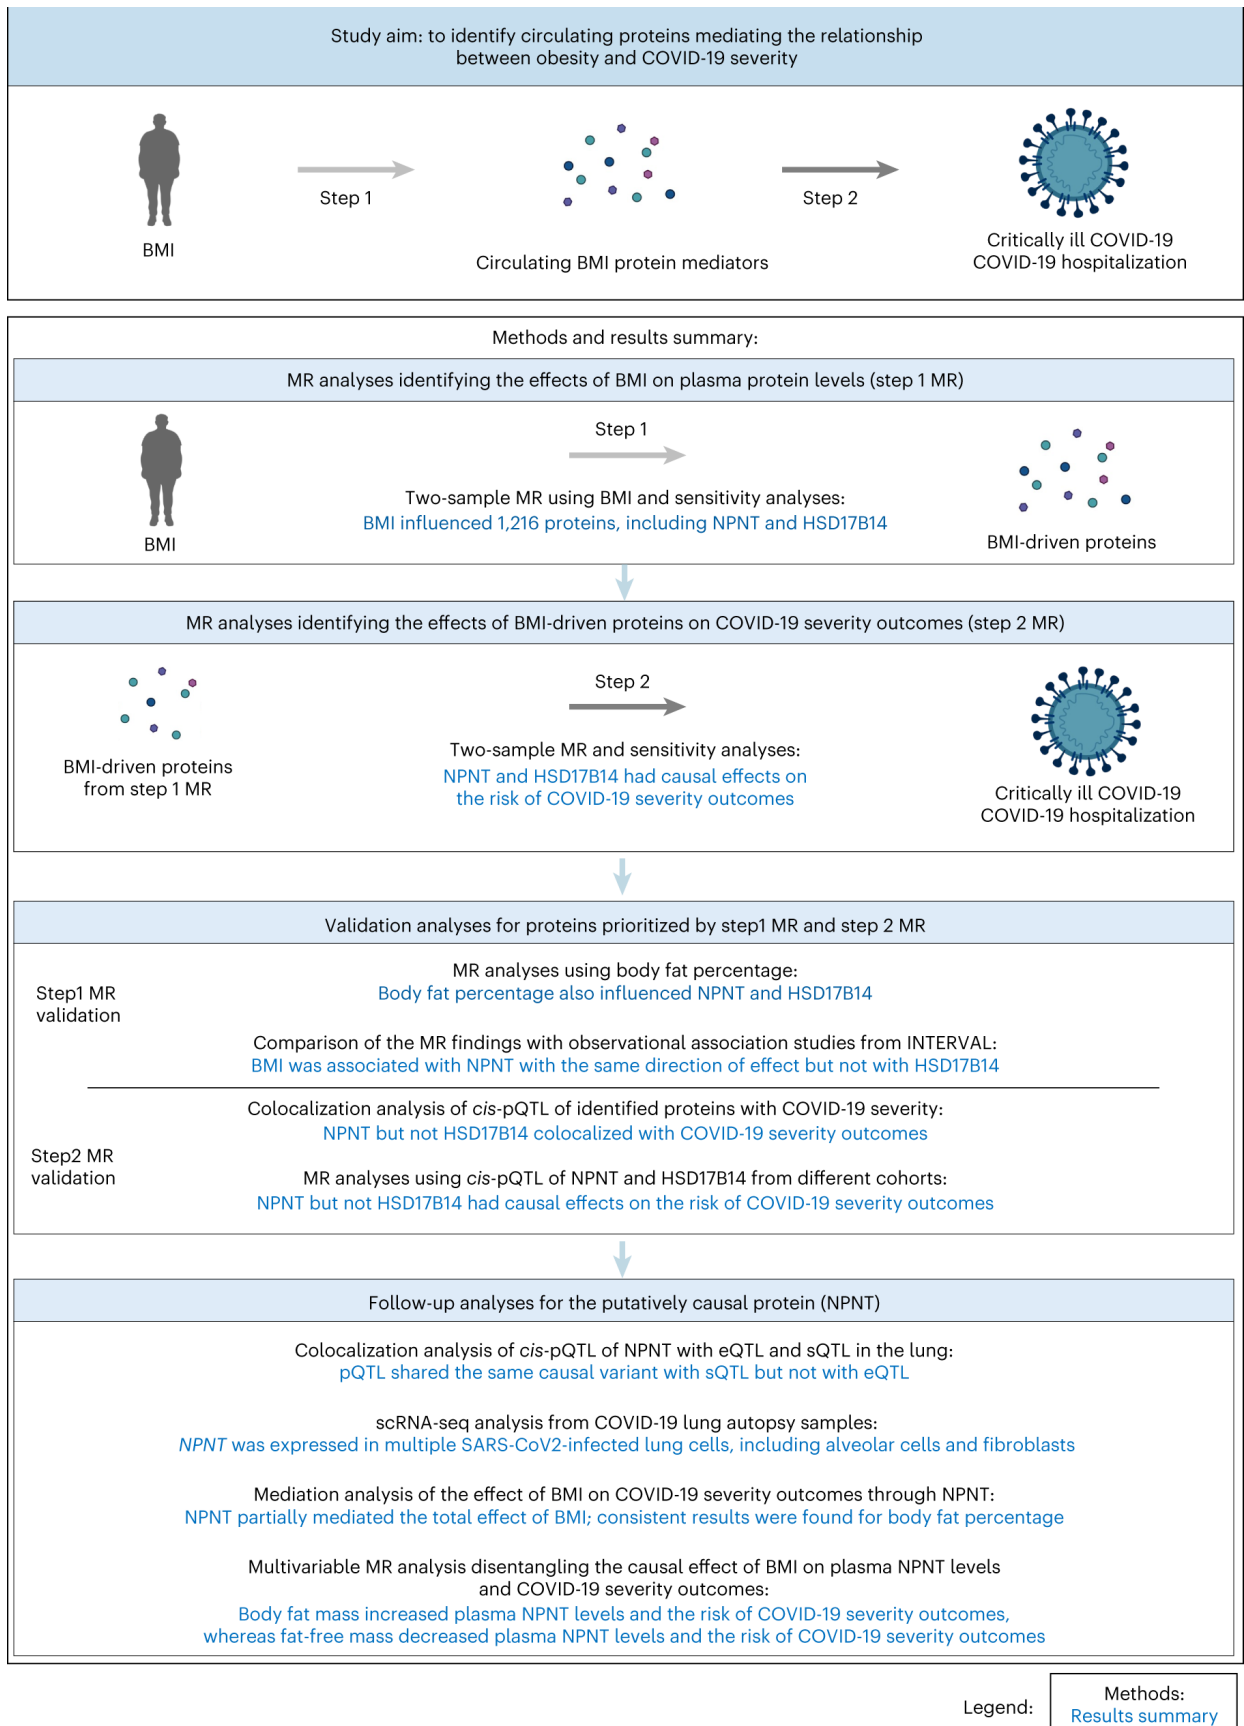 Study aim: to identify circulating proteins mediating the relationship
between obesity and COVID-19 severity
BMI
Step 1
Circulating BMI protein mediators
Step 2
Critically ill COVID-19
COVID-19 hospitalization
Methods and results summary:
MR analyses identifying the effects of BMI on plasma protein levels (step 1 MR)
BMI
Step 1
Two-sample MR using BMI and sensitivity analyses:
BMI influenced 1,216 proteins, including NPNT and HSD17B14
BMI-driven proteins
MR analyses identifying the effects of BMI-driven proteins on COVID-19 severity outcomes (step 2 MR)
BMI-driven proteins
from step 1 MR
Step 2
Two-sample MR and sensitivity analyses:
NPNT and HSD17B14 had causal effects on
the risk of COVID-19 severity outcomes
Critically ill COVID-19
COVID-19 hospitalization
Validation analyses for proteins prioritized by step1 MR and step 2 MR
Step1 MR
validation
MR analyses using body fat percentage:
Body fat percentage also influenced NPNT and HSD17B14
Comparison of the MR findings with observational association studies from INTERVAL:
BMI was associated with NPNT with the same direction of effect but not with HSD17B14
Step2 MR
validation
Colocalization analysis of cis-pQTL of identified proteins with COVID-19 severity:
NPNT but not HSD17B14 colocalized with COVID-19 severity outcomes
MR analyses using cis-pQTL of NPNT and HSD17B14 from different cohorts:
NPNT but not HSD17B14 had causal effects on the risk of COVID-19 severity outcomes
Follow-up analyses for the putatively causal protein (NPNT)
Colocalization analysis of cis-pQTL of NPNT with eQTL and sQTL in the lung:
pQTL shared the same causal variant with sQTL but not with eQTL
scRNA-seq analysis from COVID-19 lung autopsy samples:
NPNT was expressed in multiple SARS-CoV2-infected lung cells, including alveolar cells and fibroblasts
Mediation analysis of the effect of BMI on COVID-19 severity outcomes through NPNT:
NPNT partially mediated the total effect of BMI; consistent results were found for body fat percentage
Multivariable MR analysis disentangling the causal effect of BMI on plasma NPNT levels
and COVID-19 severity outcomes:
Body fat mass increased plasma NPNT levels and the risk of COVID-19 severity outcomes,
whereas fat-free mass decreased plasma NPNT levels and the risk of COVID-19 severity outcomes
Legend:
Methods:
Results summary